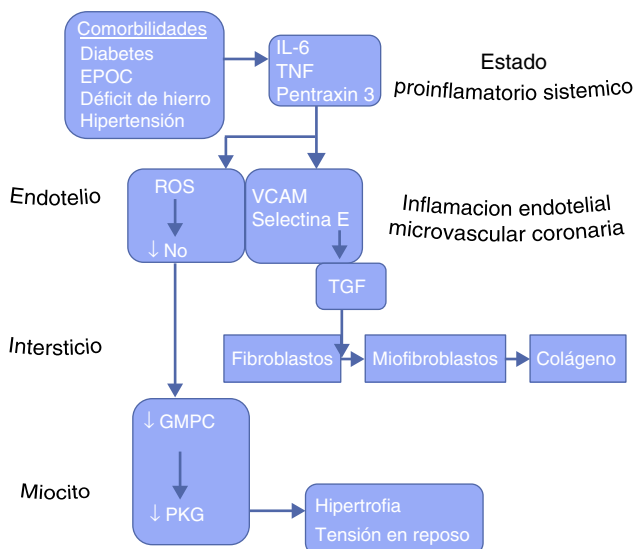 Comorbilidades
Diabetes
EPOC
Déficit de hierro
Hipertensión
IL-6
TNF
Pentraxin 3
Estado
proinflamatorio sistemico
Endotelio
ROS
↓ No
VCAM
Selectina E
Inflamacion endotelial
microvascular coronaria
TGF
Intersticio
Fibroblastos
Miofibroblastos
Colágeno
↓ GMPC
Miocito
↓ PKG
Hipertrofia
Tensión en reposo